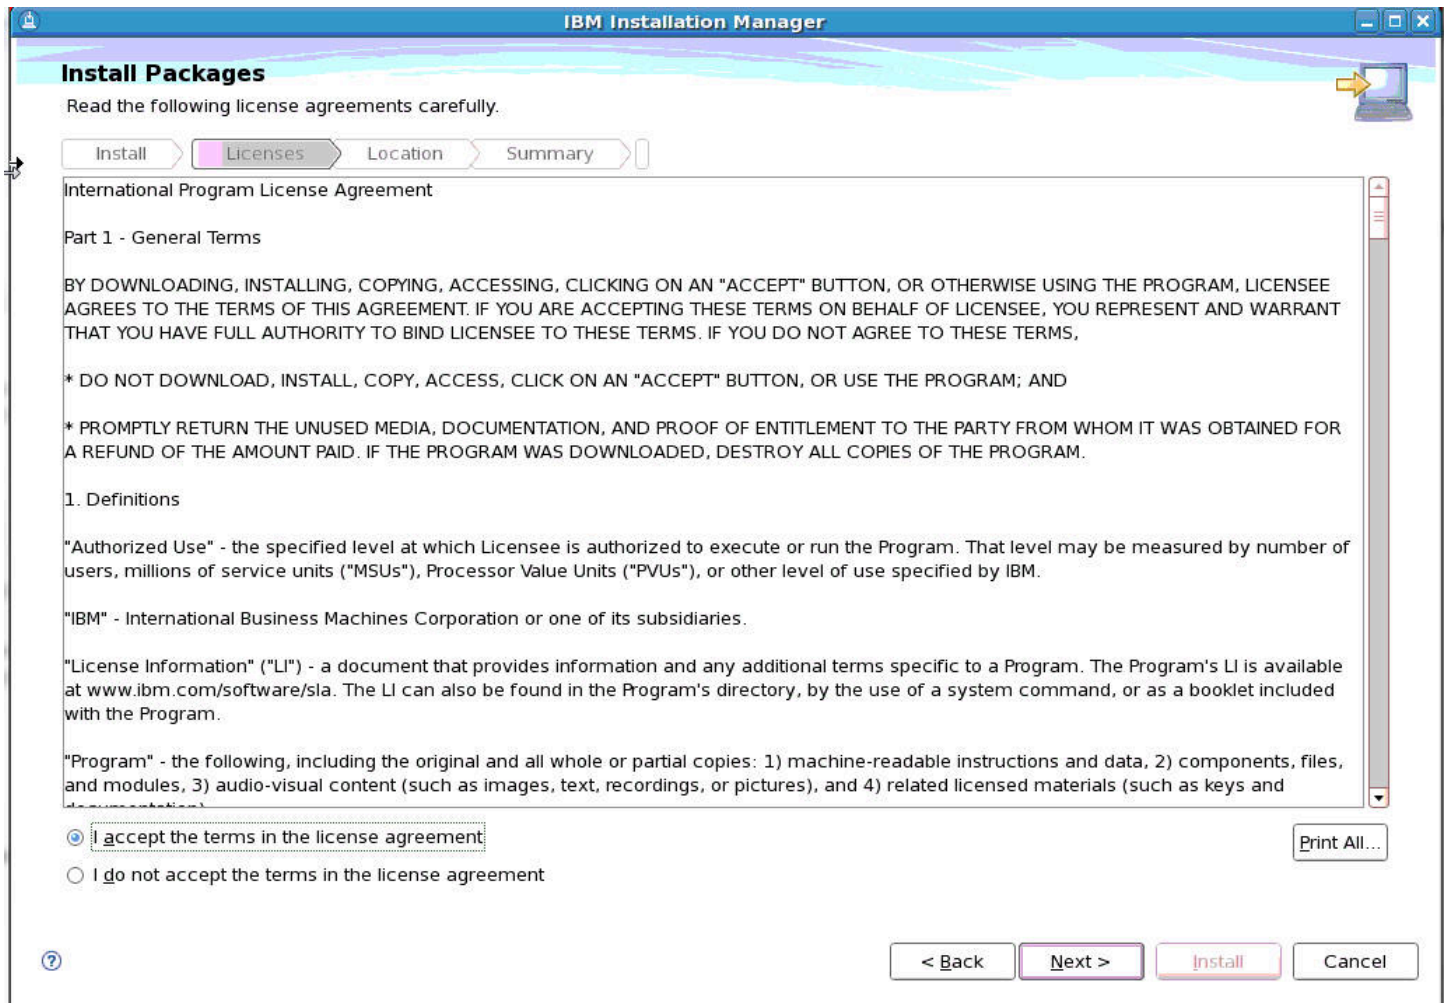 IBM Installation Manager
Install Packages
Read the following license agreements carefully.
Install
Licenses
Location
Summary
International Program License Agreement
Part 1 - General Terms
BY DOWNLOADING, INSTALLING, COPYING, ACCESSING, CLICKING ON AN "ACCEPT" BUTTON, OR OTHERWISE USING THE PROGRAM, LICENSEE
AGREES TO THE TERMS OF THIS AGREEMENT. IF YOU ARE ACCEPTING THESE TERMS ON BEHALF OF LICENSEE, YOU REPRESENT AND WARRANT
THAT YOU HAVE FULL AUTHORITY TO BIND LICENSEE TO THESE TERMS. IF YOU DO NOT AGREE TO THESE TERMS,
* DO NOT DOWNLOAD, INSTALL, COPY, ACCESS, CLICK ON AN "ACCEPT" BUTTON, OR USE THE PROGRAM; AND
* PROMPTLY RETURN THE UNUSED MEDIA, DOCUMENTATION, AND PROOF OF ENTITLEMENT TO THE PARTY FROM WHOM IT WAS OBTAINED FOR
A REFUND OF THE AMOUNT PAID. IF THE PROGRAM WAS DOWNLOADED, DESTROY ALL COPIES OF THE PROGRAM.
1. Definitions
"Authorized Use" - the specified level at which Licensee is authorized to execute or run the Program. That level may be measured by number of
users, millions of service units ("MSUs"), Processor Value Units ("PVUs"), or other level of use specified by IBM.
"IBM" - International Business Machines Corporation or one of its subsidiaries.
"License Information" ("LI") - a document that provides information and any additional terms specific to a Program. The Program's LI is available
at www.ibm.com/software/sla. The LI can also be found in the Program's directory, by the use of a system command, or as a booklet included
with the Program.
"Program" - the following, including the original and all whole or partial copies: 1) machine-readable instructions and data, 2) components, files,
and modules, 3) audio-visual content (such as images, text, recordings, or pictures), and 4) related licensed materials (such as keys and
documentation)
I accept the terms in the license agreement
Print All...
I do not accept the terms in the license agreement
?
< Back
Next >
Install
Cancel